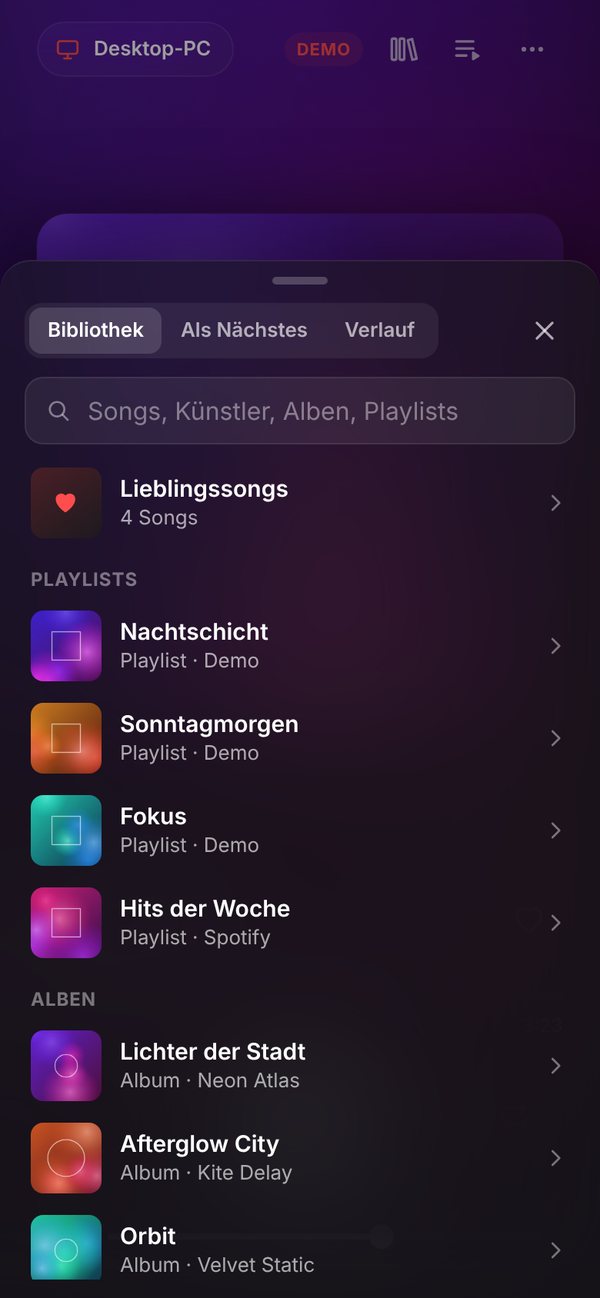 Desktop-PC
DEMO
Bibliothek
Als Nächstes
Verlauf
Songs, Künstler, Alben, Playlists
Lieblingssongs
4 Songs
PLAYLISTS
Nachtschicht
Playlist · Demo
Sonntagmorgen
Playlist · Demo
Fokus
Playlist · Demo
Hits der Woche
Playlist · Spotify
ALBEN
Lichter der Stadt
Album · Neon Atlas
Afterglow City
Album · Kite Delay
Orbit
Album · Velvet Static